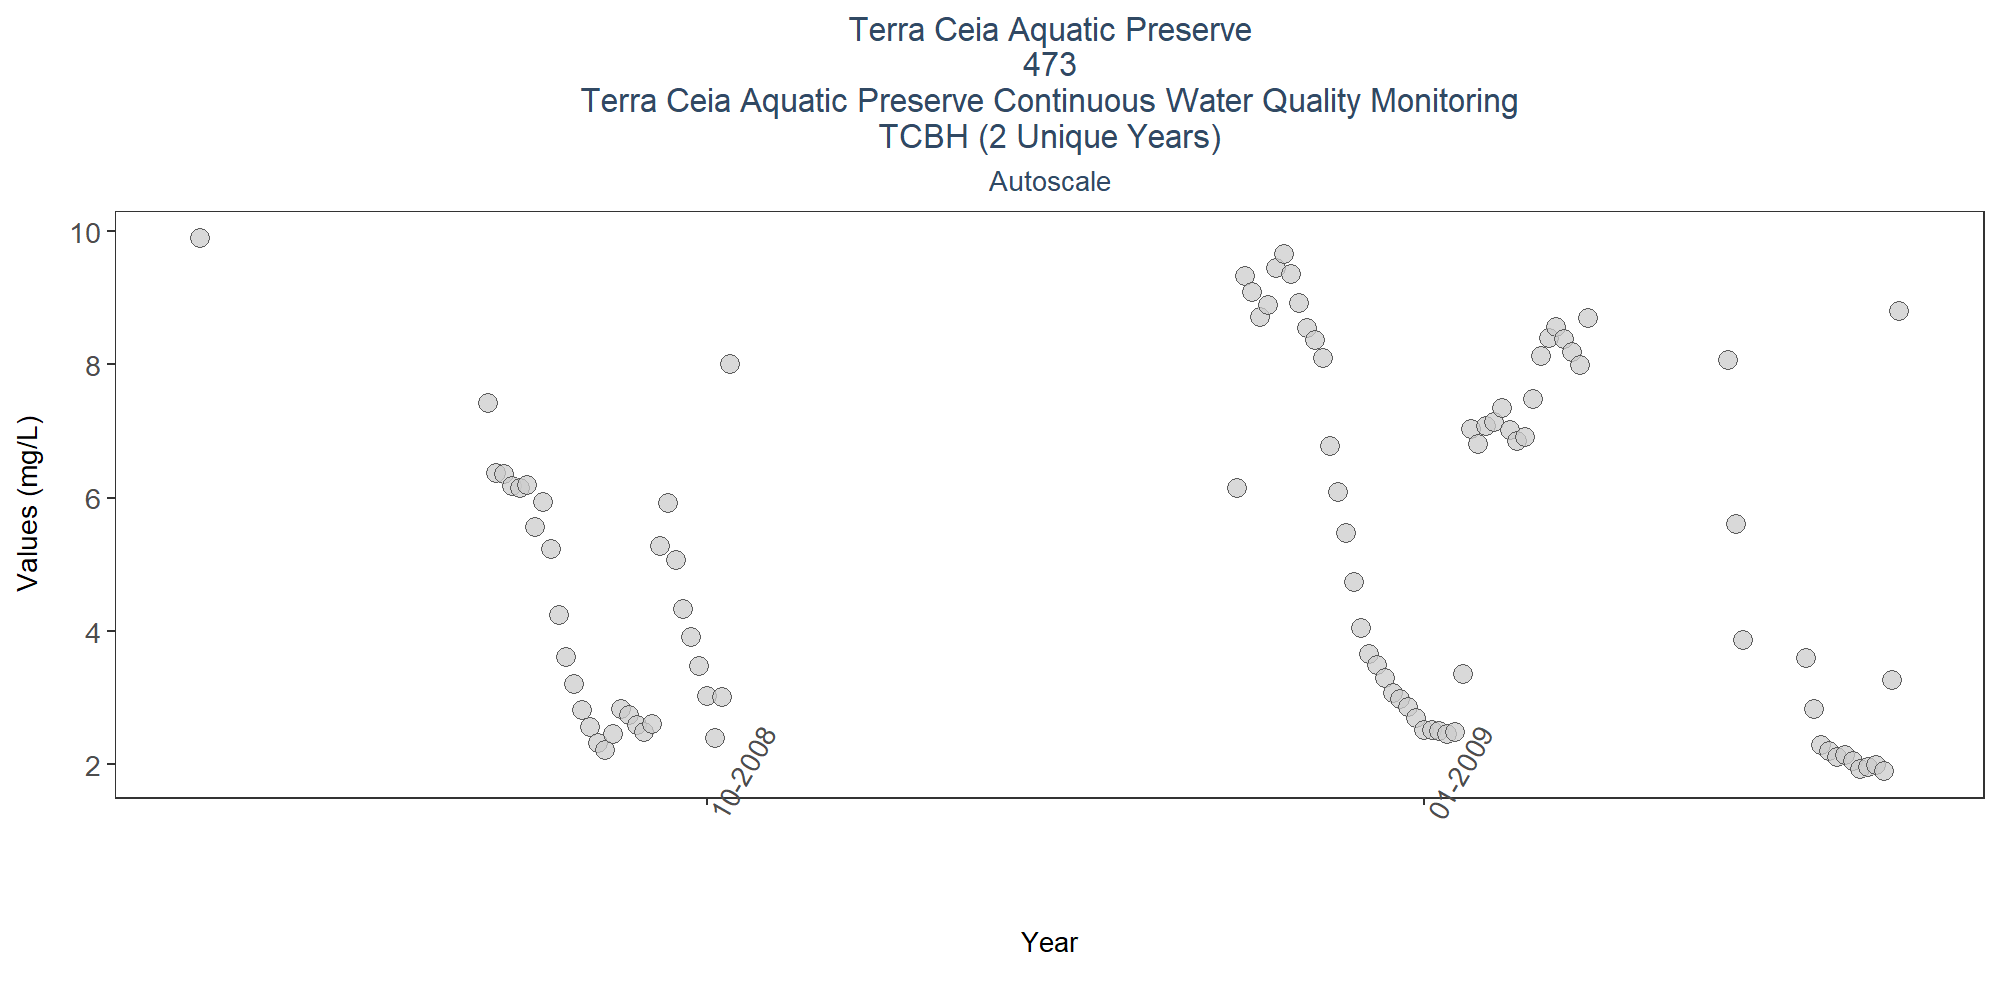 Terra Ceia Aquatic Preserve
473
Terra Ceia Aquatic Preserve Continuous Water Quality Monitoring
TCBH (2 Unique Years)
Autoscale
Values (mg/L)
10
8
6
4
2
10-2008
01-2009
Year